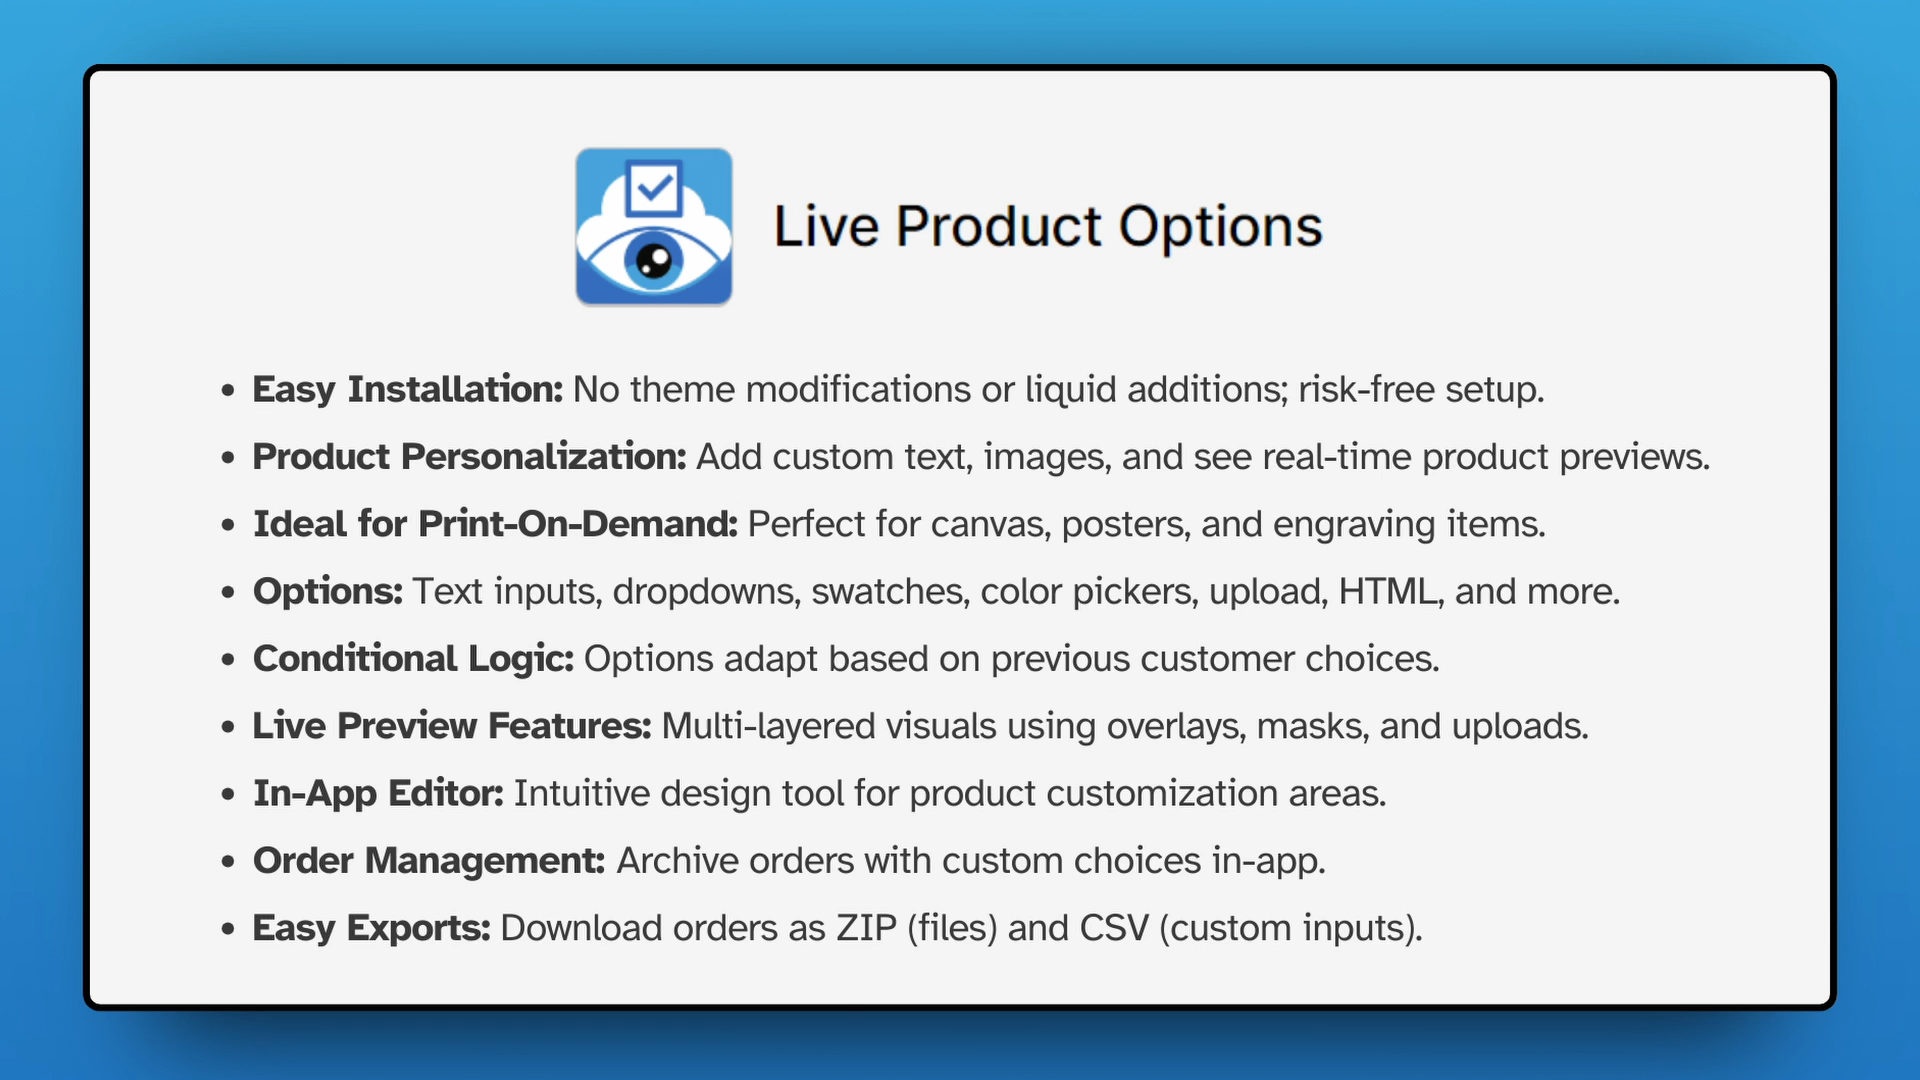 Live Product Options
• Easy Installation: No theme modifications or liquid additions; risk-free setup.
• Product Personalization: Add custom text, images, and see real-time product previews.
• Ideal for Print-On-Demand: Perfect for canvas, posters, and engraving items.
• Options: Text inputs, dropdowns, swatches, color pickers, upload, HTML, and more.
• Conditional Logic: Options adapt based on previous customer choices.
• Live Preview Features: Multi-layered visuals using overlays, masks, and uploads.
• In-App Editor: Intuitive design tool for product customization areas.
• Order Management: Archive orders with custom choices in-app.
• Easy Exports: Download orders as ZIP (files) and CSV (custom inputs).